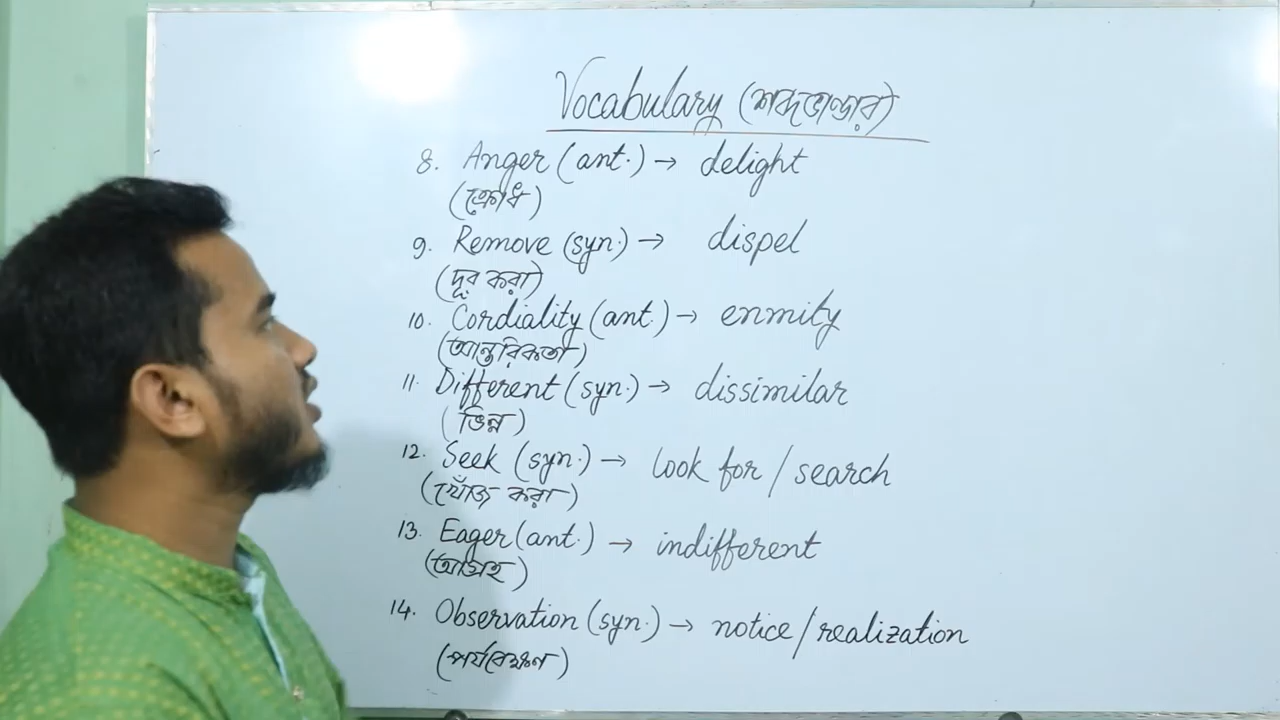 Vocabulary (শব্দভাণ্ডার)
8. Anger (ant.) → delight
(ক্রোধ)
9. Remove (syn.) → dispel
(দূর করা)
10. Cordiality (ant.) → enmity
(আন্তরিকতা)
11. Different (syn.) → dissimilar
(ভিন্ন)
12. Seek (syn.) → look for / search
(খোঁজ করা)
13. Eager (ant.) → indifferent
(আগ্রহ)
14. Observation (syn.) → notice/realization
(পর্যবেক্ষণ)